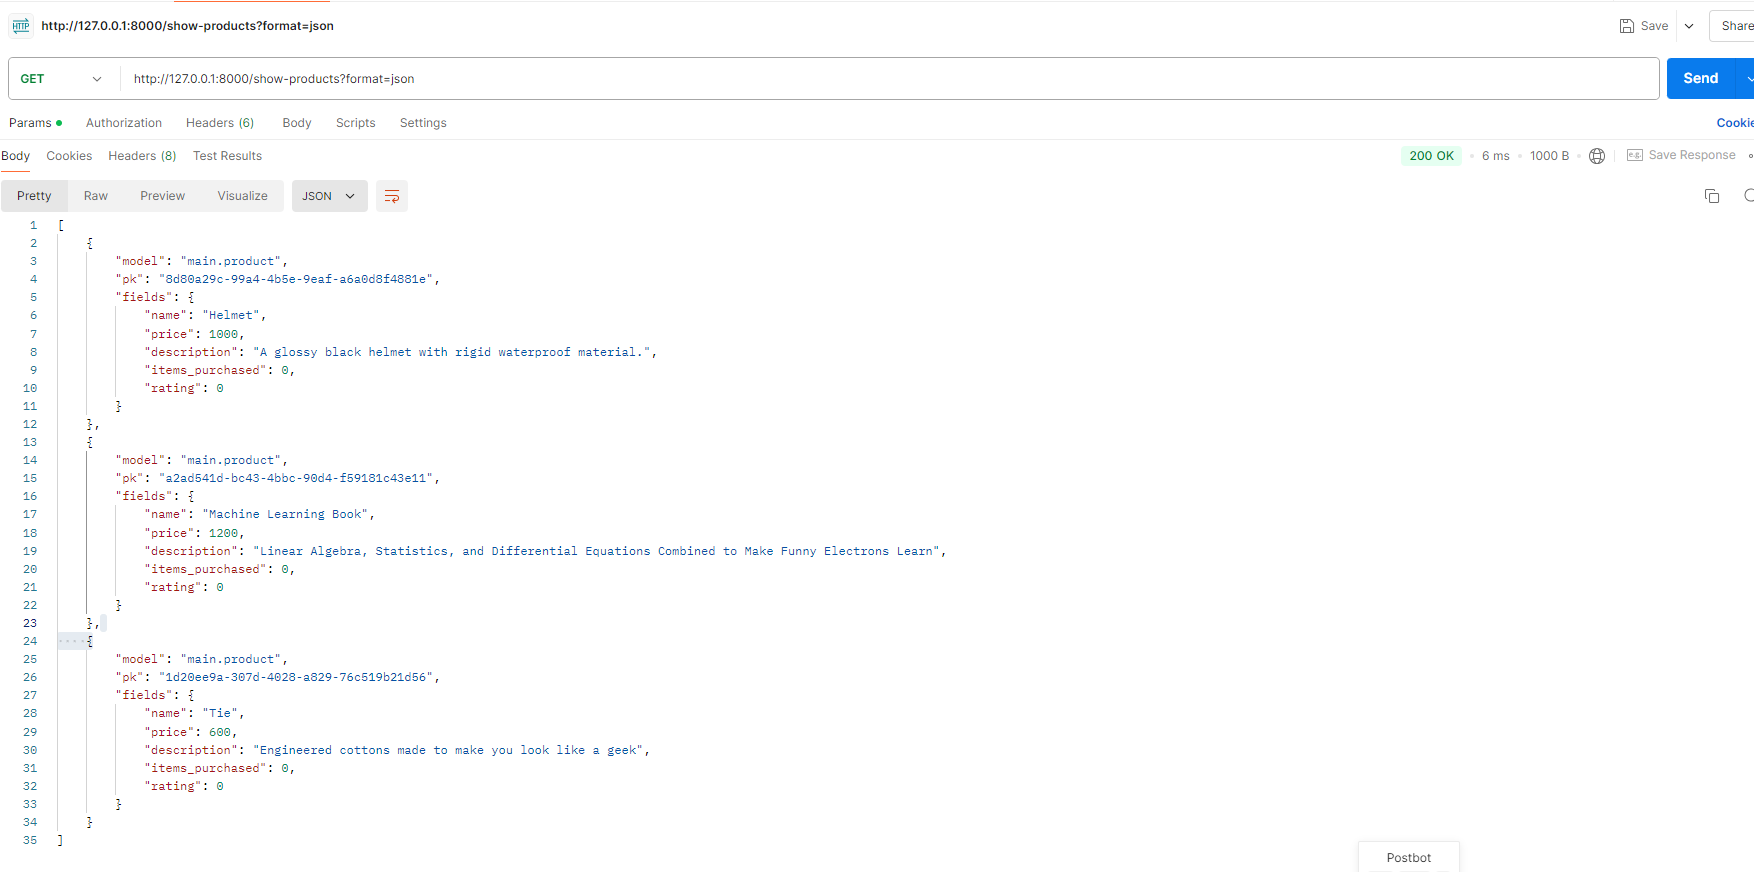 HTTP http://127.0.0.1:8000/show-products?format=json Save Share
GET http://127.0.0.1:8000/show-products?format=json Send
Params Authorization Headers (6) Body Scripts Settings Cookie
Body Cookies Headers (8) Test Results 200 OK 6 ms 1000 B e.g. Save Response
Pretty Raw Preview Visualize JSON
1 [
2 {
3 "model": "main.product",
4 "pk": "8d80a29c-99a4-4b5e-9eaf-a6a0d8f4881e",
5 "fields": {
6 "name": "Helmet",
7 "price": 1000,
8 "description": "A glossy black helmet with rigid waterproof material.",
9 "items_purchased": 0,
10 "rating": 0
11 }
12 },
13 {
14 "model": "main.product",
15 "pk": "a2ad541d-bc43-4bbc-90d4-f59181c43e11",
16 "fields": {
17 "name": "Machine Learning Book",
18 "price": 1200,
19 "description": "Linear Algebra, Statistics, and Differential Equations Combined to Make Funny Electrons Learn",
20 "items_purchased": 0,
21 "rating": 0
22 }
23 },
24 {
25 "model": "main.product",
26 "pk": "1d20ee9a-307d-4028-a829-76c519b21d56",
27 "fields": {
28 "name": "Tie",
29 "price": 600,
30 "description": "Engineered cottons made to make you look like a geek",
31 "items_purchased": 0,
32 "rating": 0
33 }
34 }
35 ]
Postbot